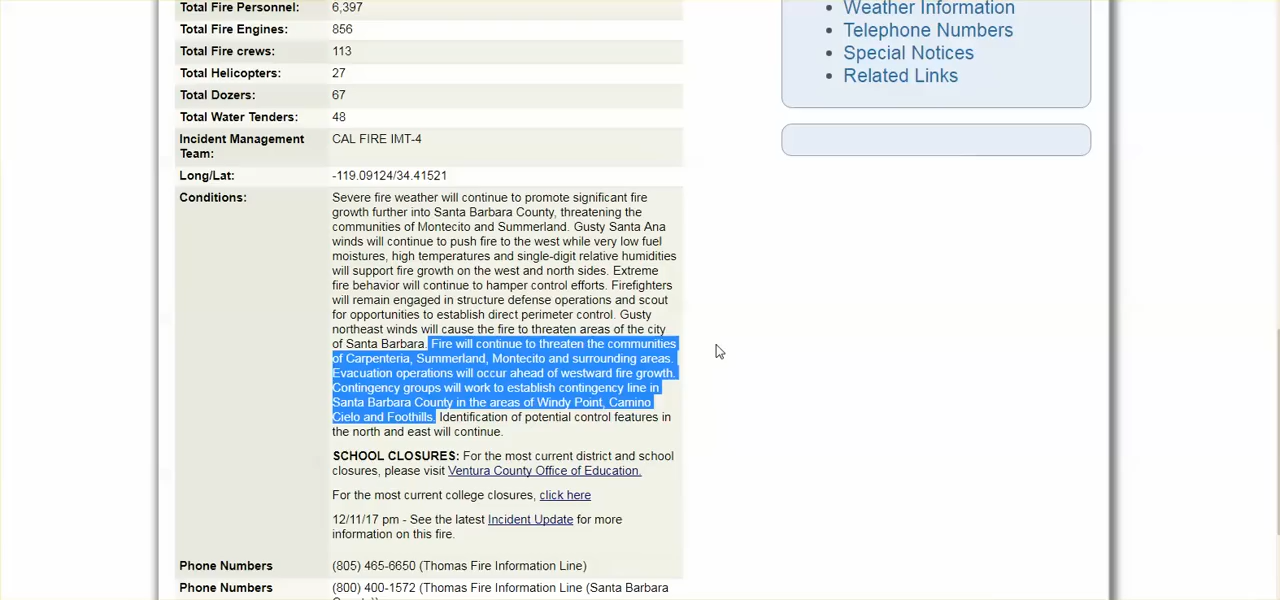 Total Fire Personnel: 6,397
Total Fire Engines: 856
Total Fire crews: 113
Total Helicopters: 27
Total Dozers: 67
Total Water Tenders: 48
Incident Management Team: CAL FIRE IMT-4
Long/Lat: -119.09124/34.41521
Conditions: Severe fire weather will continue to promote significant fire
growth further into Santa Barbara County, threatening the
communities of Montecito and Summerland. Gusty Santa Ana
winds will continue to push fire to the west while very low fuel
moistures, high temperatures and single-digit relative humidities
will support fire growth on the west and north sides. Extreme
fire behavior will continue to hamper control efforts. Firefighters
will remain engaged in structure defense operations and scout
for opportunities to establish direct perimeter control. Gusty
northeast winds will cause the fire to threaten areas of the city
of Santa Barbara. Fire will continue to threaten the communities
of Carpenteria, Summerland, Montecito and surrounding areas.
Evacuation operations will occur ahead of westward fire growth.
Contingency groups will work to establish contingency line in
Santa Barbara County in the areas of Windy Point, Camino
Cielo and Foothills. Identification of potential control features in
the north and east will continue.
SCHOOL CLOSURES: For the most current district and school
closures, please visit Ventura County Office of Education.
For the most current college closures, click here
12/11/17 pm - See the latest Incident Update for more
information on this fire.
Phone Numbers (805) 465-6650 (Thomas Fire Information Line)
Phone Numbers (800) 400-1572 (Thomas Fire Information Line (Santa Barbara
Weather Information
Telephone Numbers
Special Notices
Related Links